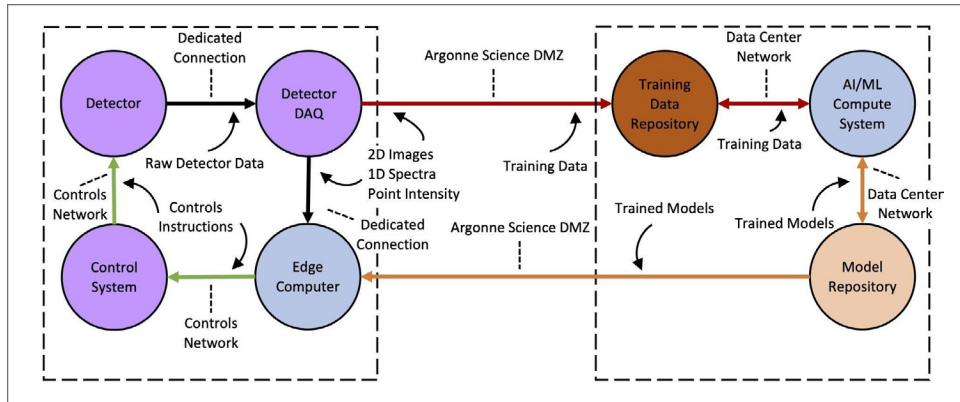 Dedicated
Connection
Argonne Science DMZ
Data Center
Network
Detector
Detector
DAQ
Training
Data
Repository
AI/ML
Compute
System
Raw Detector Data
2D Images
1D Spectra
Point Intensity
Training Data
Training Data
Controls
Network
Controls
Instructions
Dedicated
Connection
Argonne Science DMZ
Trained Models
Trained Models
Data Center
Network
Control
System
Edge
Computer
Model
Repository
Controls
Network